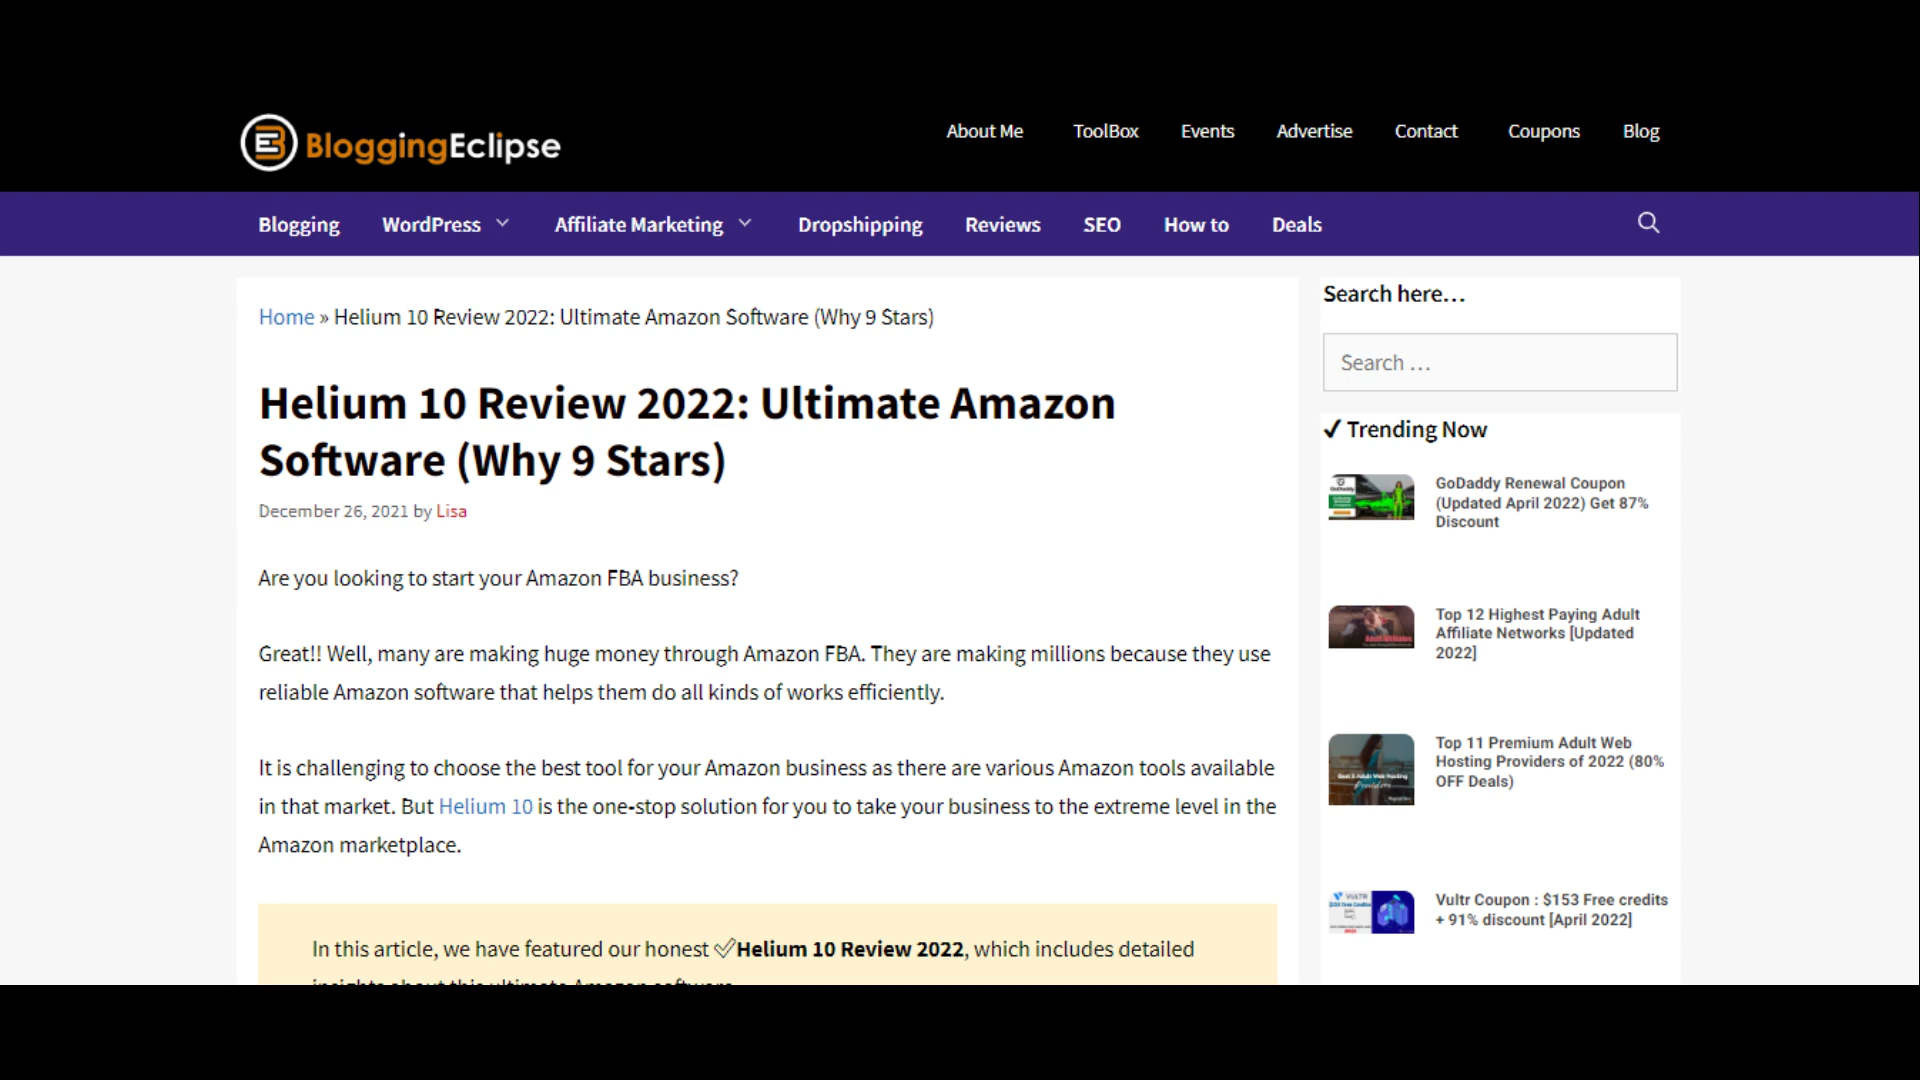 BloggingEclipse
About Me ToolBox Events Advertise Contact Coupons Blog
Blogging WordPress Affiliate Marketing Dropshipping Reviews SEO How to Deals
Home » Helium 10 Review 2022: Ultimate Amazon Software (Why 9 Stars)
Helium 10 Review 2022: Ultimate Amazon
Software (Why 9 Stars)
December 26, 2021 by Lisa
Are you looking to start your Amazon FBA business?
Great!! Well, many are making huge money through Amazon FBA. They are making millions because they use
reliable Amazon software that helps them do all kinds of works efficiently.
It is challenging to choose the best tool for your Amazon business as there are various Amazon tools available
in that market. But Helium 10 is the one-stop solution for you to take your business to the extreme level in the
Amazon marketplace.
In this article, we have featured our honest ✅Helium 10 Review 2022, which includes detailed
insights about this ultimate Amazon software.
Search here…
Search …
✓ Trending Now
GoDaddy Renewal Coupon
(Updated April 2022) Get 87%
Discount
Top 12 Highest Paying Adult
Affiliate Networks [Updated
2022]
Top 11 Premium Adult Web
Hosting Providers of 2022 (80%
OFF Deals)
VULTR
Vultr Coupon : $153 Free credits
+ 91% discount [April 2022]